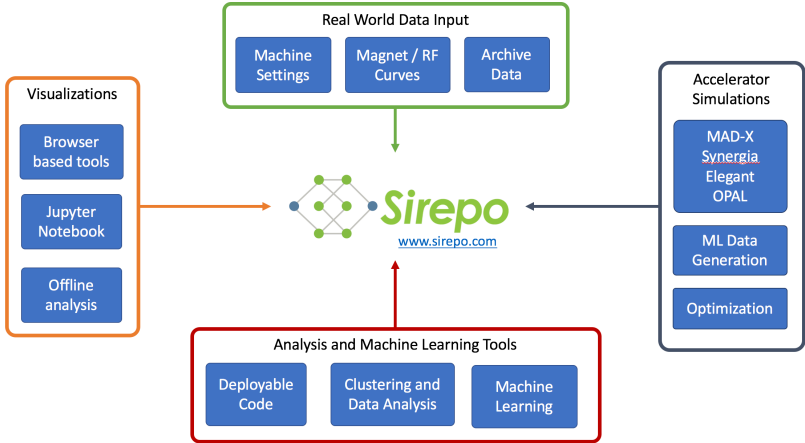 Real World Data Input
Machine
Settings
Magnet / RF
Curves
Archive
Data
Visualizations
Browser
based tools
Jupyter
Notebook
Offline
analysis
Sirepo
www.sirepo.com
Accelerator
Simulations
MAD-X
Synergia
Elegant
OPAL
ML Data
Generation
Optimization
Analysis and Machine Learning Tools
Deployable
Code
Clustering and
Data Analysis
Machine
Learning